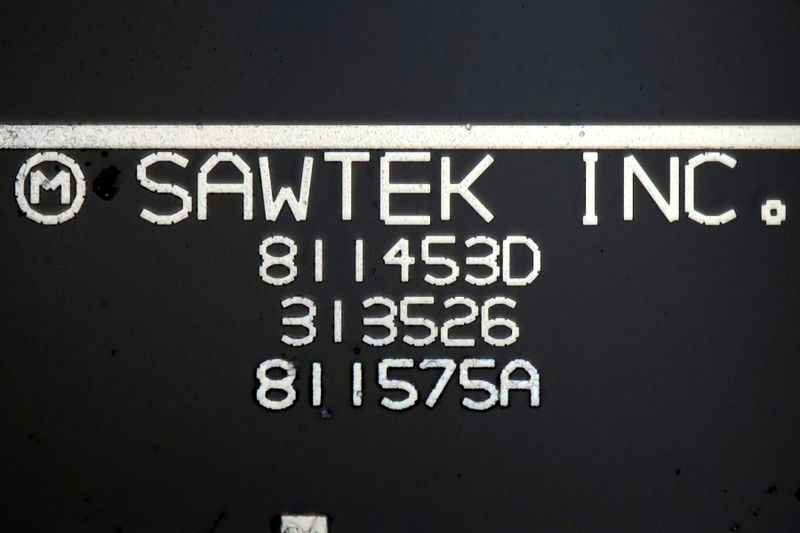 Ⓜ SAWTEK INC.
811453D
313526
811575A